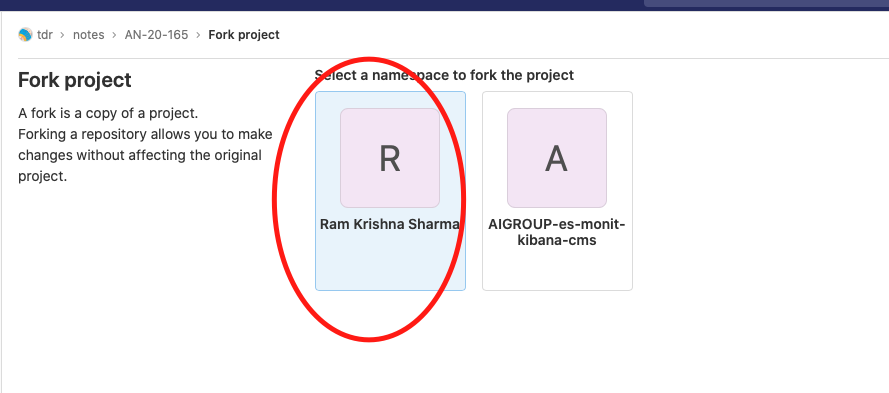 tdr › notes › AN-20-165 › Fork project
Fork project
A fork is a copy of a project.
Forking a repository allows you to make
changes without affecting the original
project.
Select a namespace to fork the project
R
Ram Krishna Sharma
A
AIGROUP-es-monit-
kibana-cms